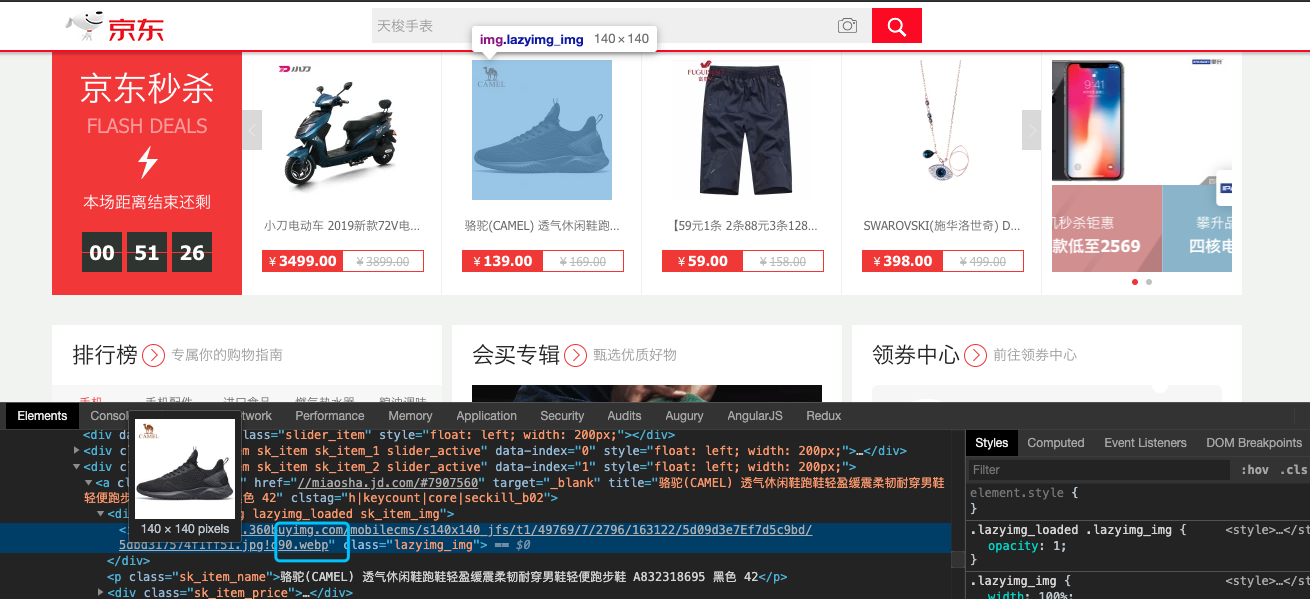 京东
天梭手表
img.lazyimg_img 140 × 140
京东秒杀
FLASH DEALS
本场距离结束还剩
00 51 26
小刀
CAMEL
9:41
小刀电动车 2019新款72V电...
¥ 3499.00 ¥ 3899.00
骆驼(CAMEL) 透气休闲鞋跑...
¥ 139.00 ¥ 169.00
【59元1条 2条88元3条128...
¥ 59.00 ¥ 158.00
SWAROVSKI(施华洛世奇) D...
¥ 398.00 ¥ 499.00
机秒杀钜惠
款低至2569
攀升品
四核电
排行榜 专属你的购物指南
会买专辑 甄选优质好物
领券中心 前往领券中心
Elements Consol twork Performance Memory Application Security Audits Augury AngularJS Redux
<div da lass="slider_item" style="float: left; width: 200px;"></div>
<div c m sk_item sk_item_1 slider_active" data-index="0" style="float: left; width: 200px;">…</div>
<div c m sk_item sk_item_2 slider_active" data-index="1" style="float: left; width: 200px;">
<a c " href="//miaosha.jd.com/#7907560" target="_blank" title="骆驼(CAMEL) 透气休闲鞋跑鞋轻盈缓震柔韧耐穿男鞋
轻便跑步 色 42" clstag="h|keycount|core|seckill_b02">
<di g lazyimg_loaded sk_item_img">
.360buyimg.com/mobilecms/s140x140_jfs/t1/49769/7/2796/163122/5d09d3e7Ef7d5c9bd/
90.webp" class="lazyimg_img"> == $0
</div>
<p class="sk_item_name">骆驼(CAMEL) 透气休闲鞋跑鞋轻盈缓震柔韧耐穿男鞋轻便跑步鞋 A832318695 黑色 42</p>
<div class="sk_item_price">…</div>
CAMEL
140 × 140 pixels
Styles Computed Event Listeners DOM Breakpoints
Filter :hov .cls
element.style {
}
.lazyimg_loaded .lazyimg_img { <style>…</st
opacity: 1;
}
.lazyimg_img { <style>…</st
width: 100%;